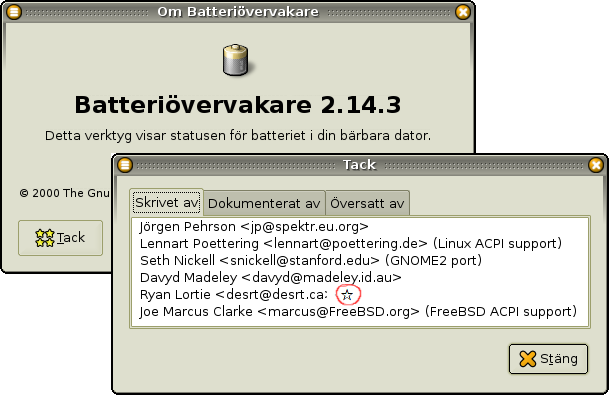 Om Batteriövervakare
Batteriövervakare 2.14.3
Detta verktyg visar statusen för batteriet i din bärbara dator.
© 2000 The Gnu
Tack
Tack
Skrivet av Dokumenterat av Översatt av
Jörgen Pehrson <jp@spektr.eu.org>
Lennart Poettering <lennart@poettering.de> (Linux ACPI support)
Seth Nickell <snickell@stanford.edu> (GNOME2 port)
Davyd Madeley <davyd@madeley.id.au>
Ryan Lortie <desrt@desrt.ca: ☆
Joe Marcus Clarke <marcus@FreeBSD.org> (FreeBSD ACPI support)
Stäng